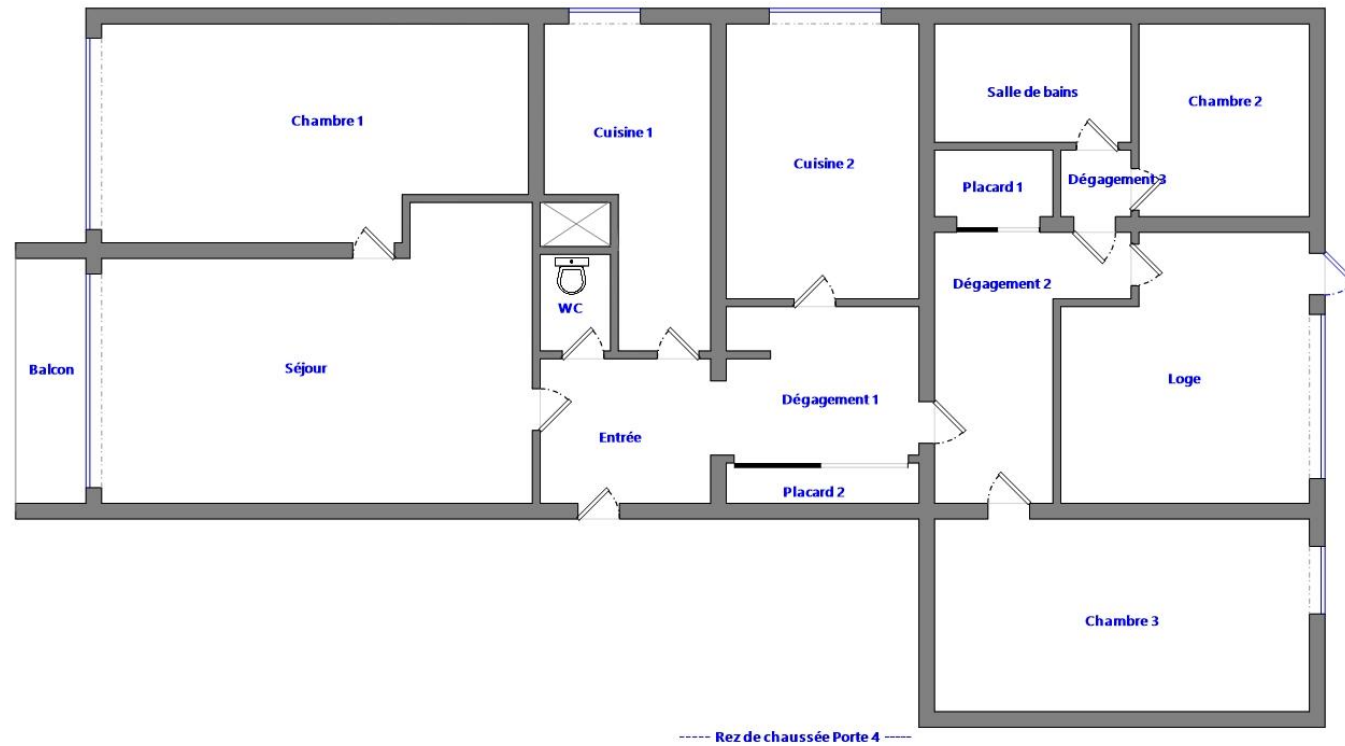 Salle de bains
Chambre 2
Chambre 1
Cuisine 1
Cuisine 2
Placard 1
Dégagement 3
Dégagement 2
WC
Balcon
Séjour
Dégagement 1
Loge
Entrée
Placard 2
Chambre 3
----- Rez de chaussée Porte 4 -----